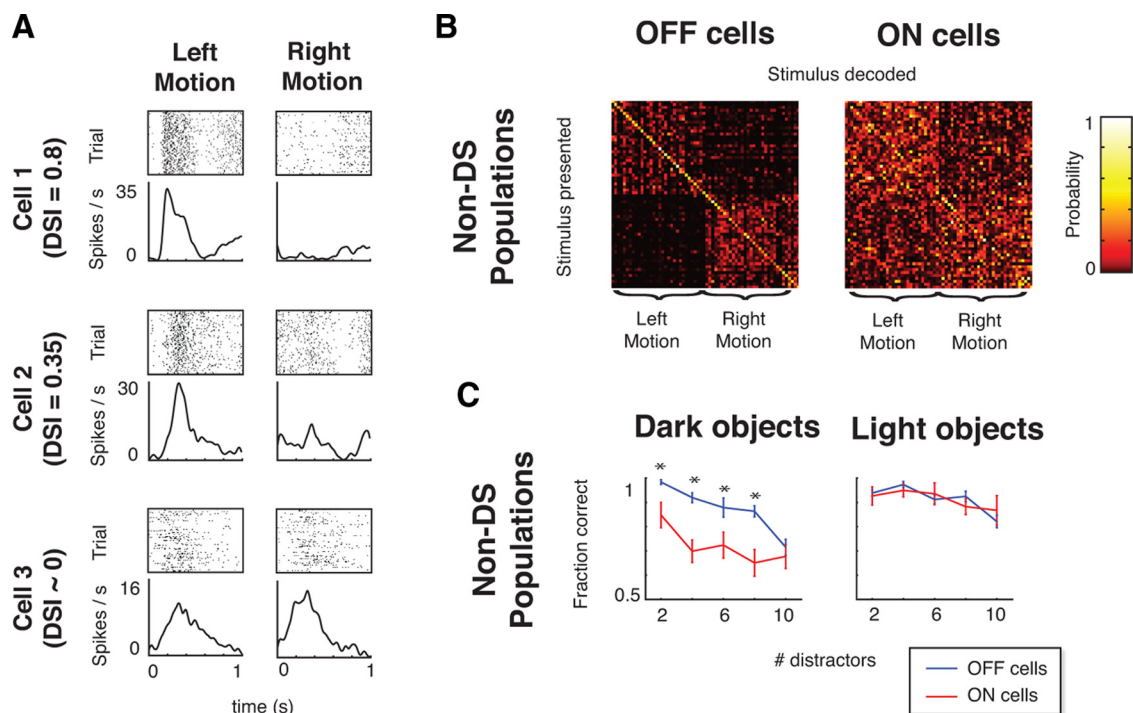 A
Left
Motion
Right
Motion
Cell 1
(DSI = 0.8)
Trial
Spikes / s
35
0
Cell 2
(DSI = 0.35)
Trial
Spikes / s
30
0
Cell 3
(DSI ~ 0)
Trial
Spikes / s
16
0
0
1
0
1
time (s)
B
OFF cells
ON cells
Stimulus decoded
Non-DS
Populations
Stimulus presented
Left
Motion
Right
Motion
Left
Motion
Right
Motion
1
Probability
0
C
Dark objects
Light objects
Non-DS
Populations
Fraction correct
1
0.5
* * * *
2 6 10
2 6 10
# distractors
OFF cells
ON cells